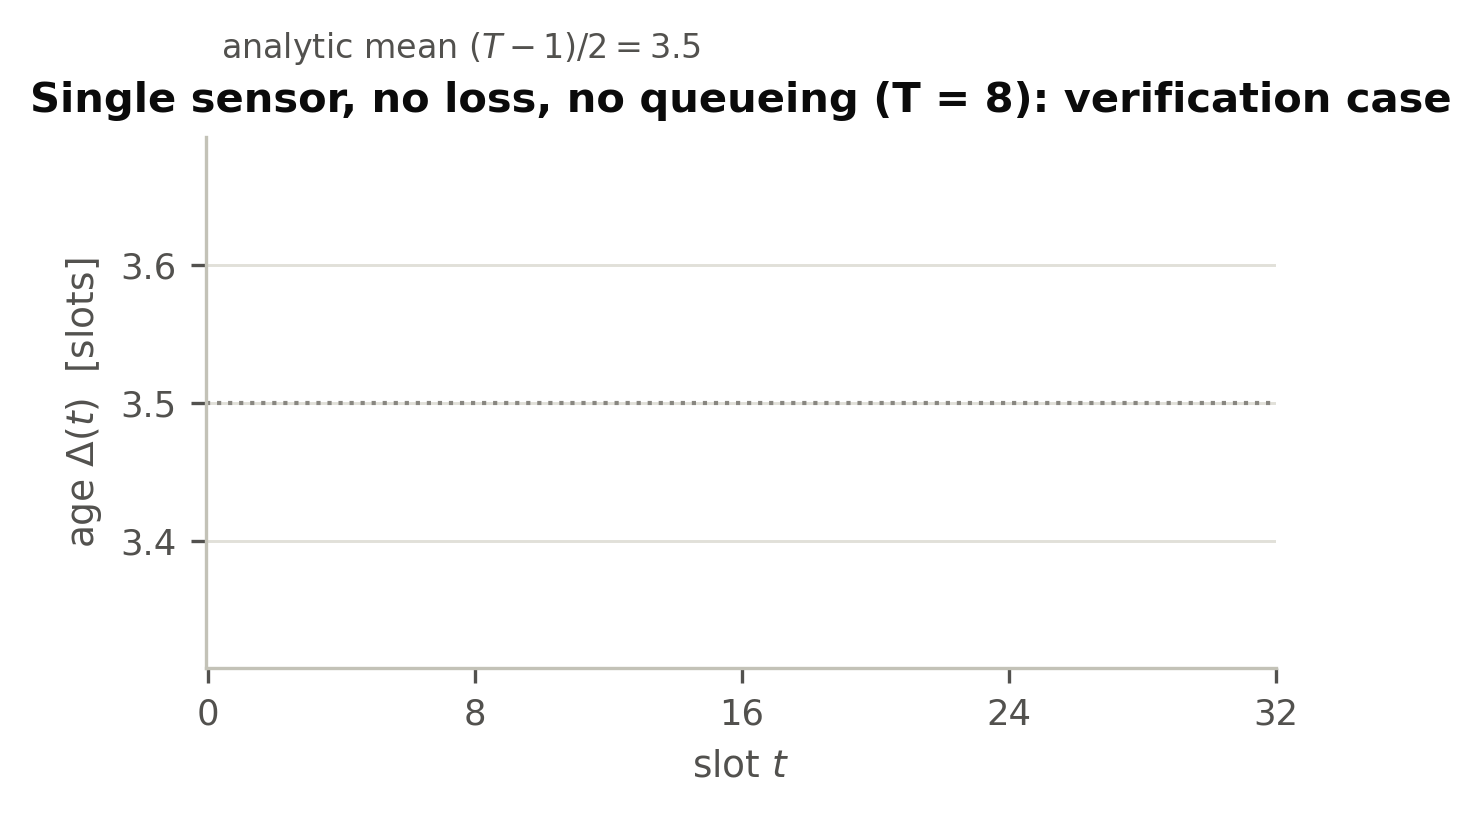 analytic mean (T − 1)/2 = 3.5
Single sensor, no loss, no queueing (T = 8): verification case
age Δ(t) [slots]
3.6
3.5
3.4
0 8 16 24 32
slot t